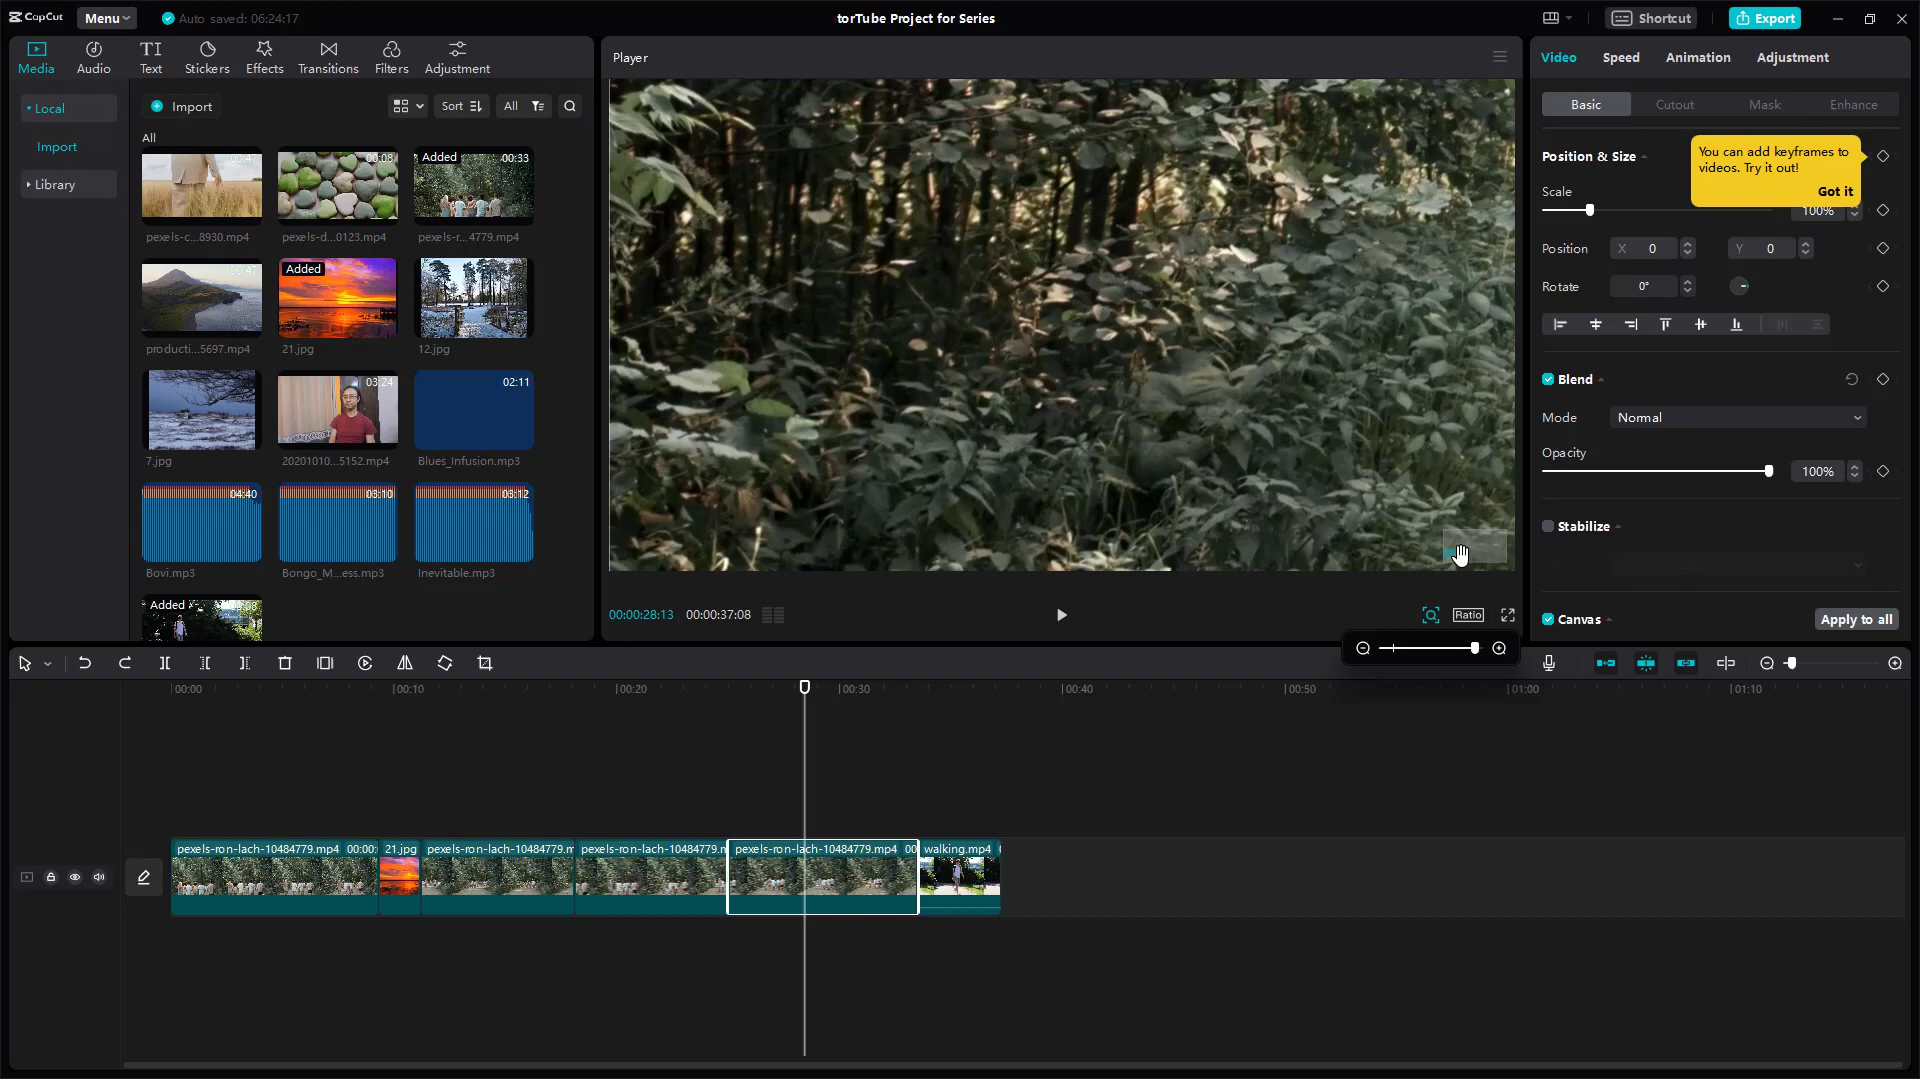 CapCut
Menu
Auto saved: 06:24:17
torTube Project for Series
Shortcut
Export
Media
Audio
TI
Text
Stickers
Effects
Transitions
Filters
Adjustment
Player
Video
Speed
Animation
Adjustment
Local
Import
Library
Import
Sort
All
All
00:47
pexels-c...8930.mp4
00:08
pexels-d...0123.mp4
Added
00:33
pexels-r...4779.mp4
00:47
producti...5697.mp4
Added
21.jpg
12.jpg
7.jpg
03:24
20201010...5152.mp4
02:11
Blues_Infusion.mp3
04:40
Bovi.mp3
03:10
Bongo_M...ess.mp3
03:12
Inevitable.mp3
Added
Basic
Cutout
Mask
Enhance
Position & Size
You can add keyframes to
videos. Try it out!
Got it
Scale
100%
Position
X 0
Y 0
Rotate
0°
Blend
Mode
Normal
Opacity
100%
Stabilize
Canvas
Apply to all
00:00:28:13
00:00:37:08
Ratio
00:00
00:10
00:20
00:30
00:40
00:50
01:00
01:10
pexels-ron-lach-10484779.mp4 00:00:
21.jpg
pexels-ron-lach-10484779.m
pexels-ron-lach-10484779.m
pexels-ron-lach-10484779.mp4 00
walking.mp4